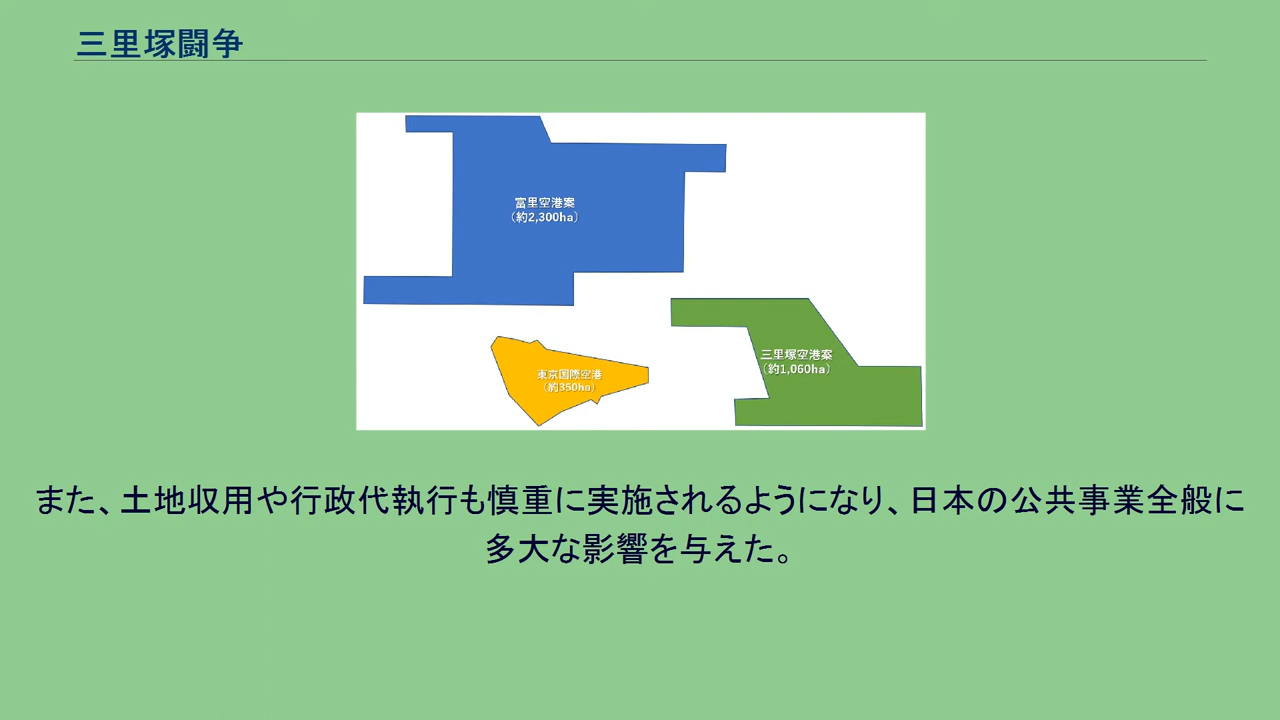 三里塚闘争
富里空港案
(約2,300ha)
三里塚空港案
(約1,060ha)
東京国際空港
(約350ha)
また、土地収用や行政代執行も慎重に実施されるようになり、日本の公共事業全般に
多大な影響を与えた。